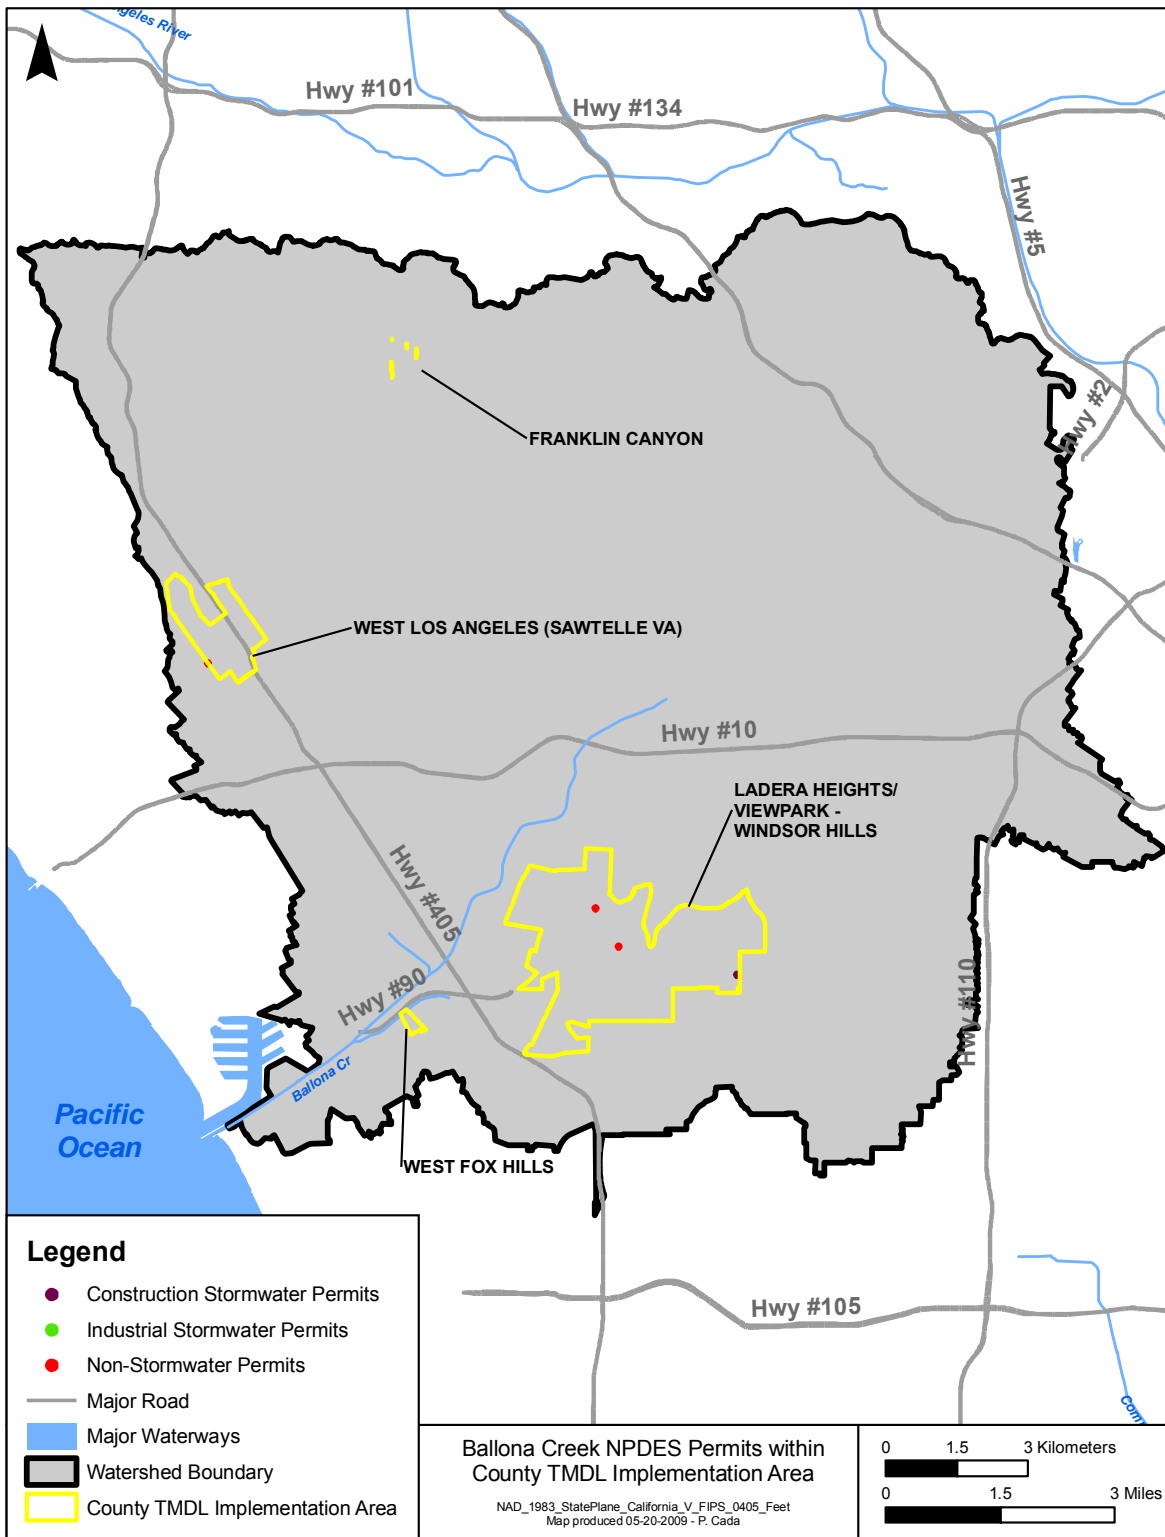 geles River
Hwy #101
Hwy #134
Hwy #5
Hwy #2
FRANKLIN CANYON
WEST LOS ANGELES (SAWTELLE VA)
Hwy #10
LADERA HEIGHTS/
VIEWPARK -
WINDSOR HILLS
Hwy #405
Hwy #90
Hwy #110
Ballona Cr
Pacific
Ocean
WEST FOX HILLS
Hwy #105
Com
Legend
Construction Stormwater Permits
Industrial Stormwater Permits
Non-Stormwater Permits
Major Road
Major Waterways
Watershed Boundary
County TMDL Implementation Area
Ballona Creek NPDES Permits within
County TMDL Implementation Area
NAD_1983_StatePlane_California_V_FIPS_0405_Feet
Map produced 05-20-2009 - P. Cada
0 1.5 3 Kilometers
0 1.5 3 Miles